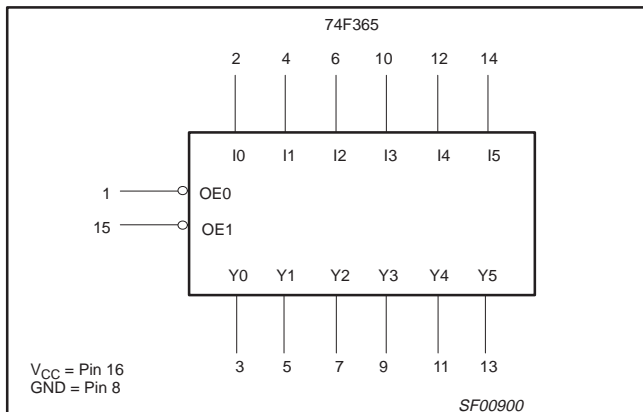 74F365
2 4 6 10 12 14
I0 I1 I2 I3 I4 I5
1 OE0
15 OE1
Y0 Y1 Y2 Y3 Y4 Y5
3 5 7 9 11 13
VCC = Pin 16
GND = Pin 8
SF00900